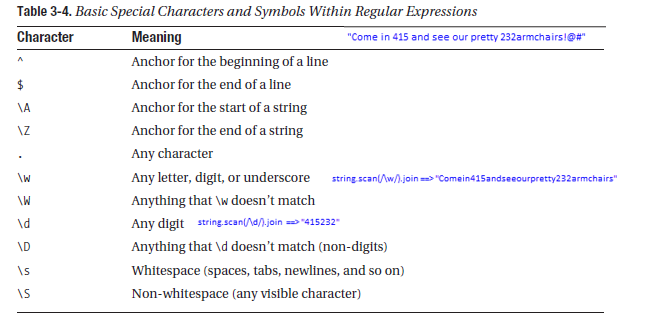 Table 3-4. Basic Special Characters and Symbols Within Regular Expressions
Character Meaning "Come in 415 and see our pretty 232armchairs!@#"
^ Anchor for the beginning of a line
$ Anchor for the end of a line
\A Anchor for the start of a string
\Z Anchor for the end of a string
. Any character
\w Any letter, digit, or underscore string.scan(/\w/).join ==> "Comein415andseeourpretty232armchairs"
\W Anything that \w doesn't match
\d Any digit string.scan(/\d/).join ==> "415232"
\D Anything that \d doesn't match (non-digits)
\s Whitespace (spaces, tabs, newlines, and so on)
\S Non-whitespace (any visible character)